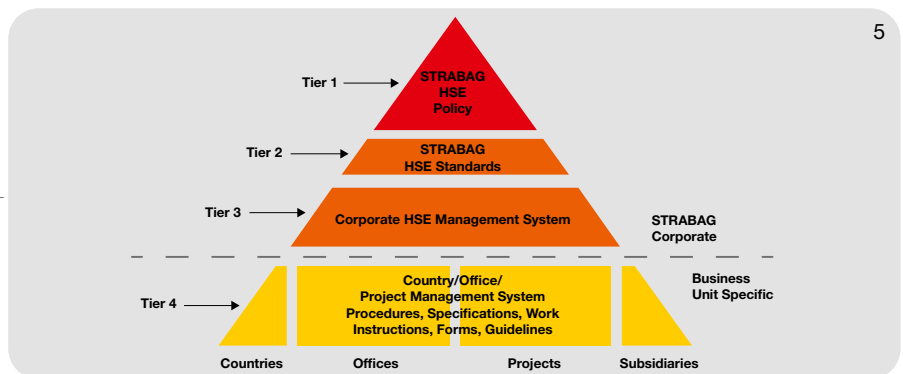 5
Tier 1
STRABAG
HSE
Policy
Tier 2
STRABAG
HSE Standards
Tier 3
Corporate HSE Management System
STRABAG
Corporate
Business
Unit Specific
Tier 4
Country/Office/
Project Management System
Procedures, Specifications, Work
Instructions, Forms, Guidelines
Countries
Offices
Projects
Subsidiaries